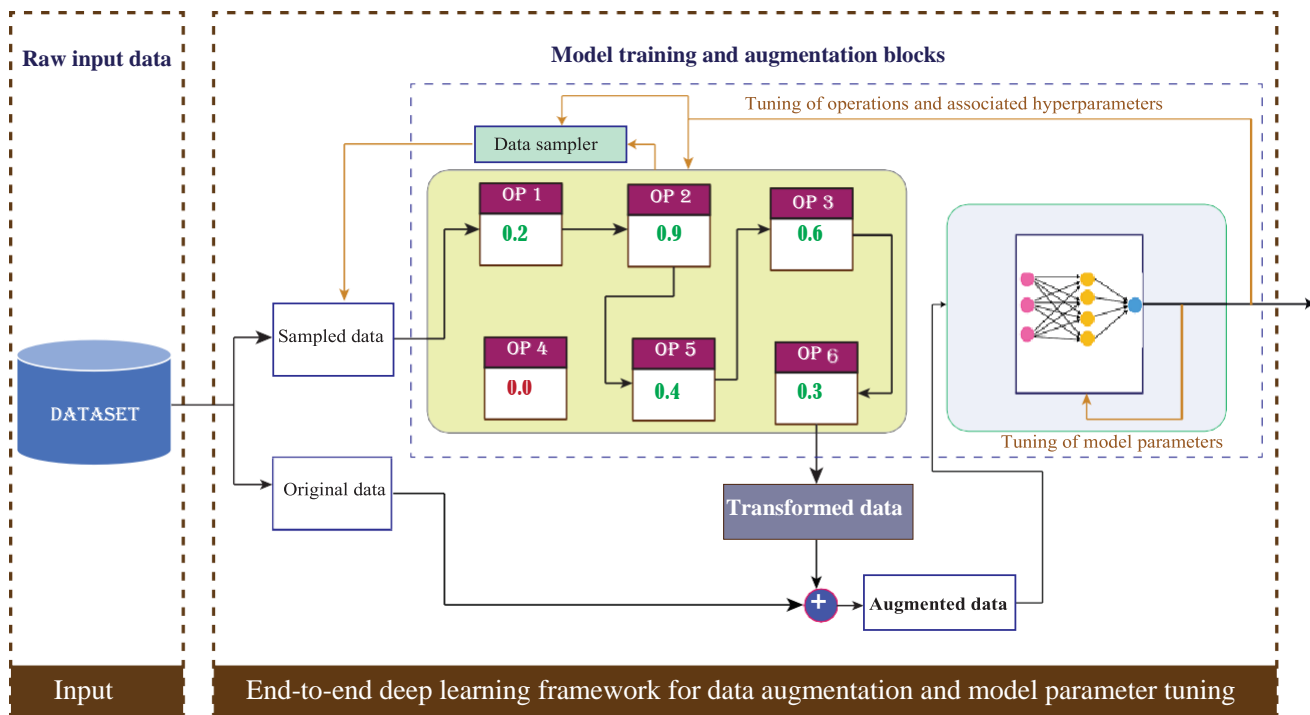 Raw input data
Model training and augmentation blocks
Tuning of operations and associated hyperparameters
Data sampler
OP 1
OP 2
OP 3
0.2
0.9
0.6
Sampled data
OP 4
OP 5
OP 6
0.0
0.4
0.3
DATASET
Tuning of model parameters
Original data
Transformed data
+
Augmented data
Input
End-to-end deep learning framework for data augmentation and model parameter tuning